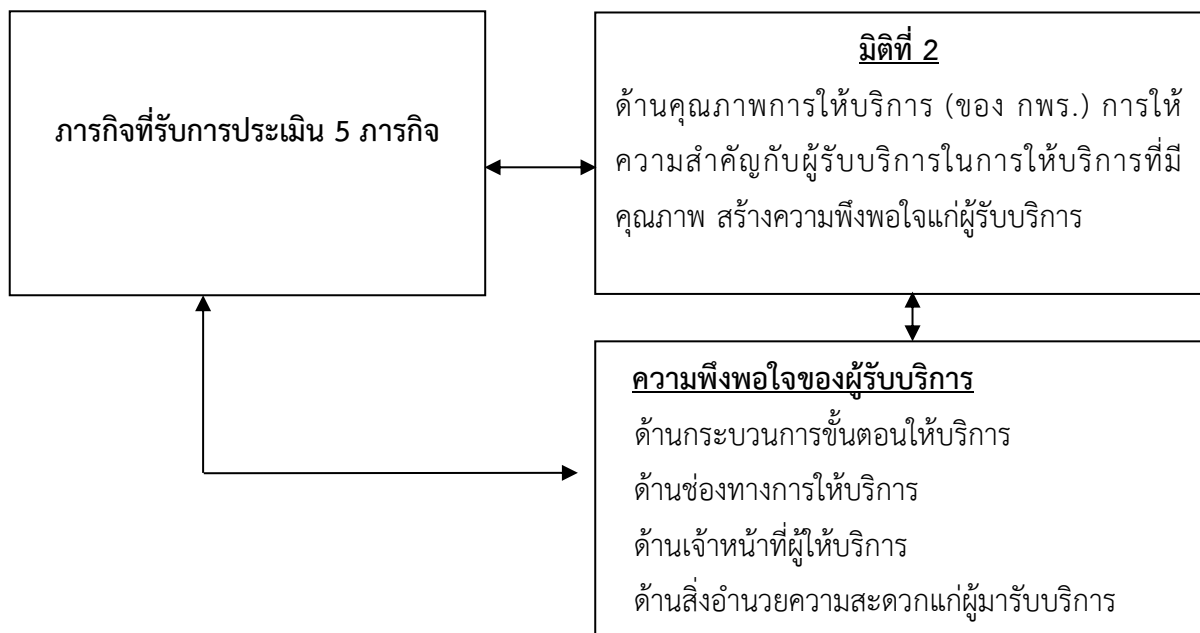 ภารกิจที่รับการประเมิน 5 ภารกิจ
มิติที่ 2
ด้านคุณภาพการให้บริการ (ของ กพร.) การให้
ความสำคัญกับผู้รับบริการในการให้บริการที่มี
คุณภาพ สร้างความพึงพอใจแก่ผู้รับบริการ
ความพึงพอใจของผู้รับบริการ
ด้านกระบวนการขั้นตอนให้บริการ
ด้านช่องทางการให้บริการ
ด้านเจ้าหน้าที่ผู้ให้บริการ
ด้านสิ่งอำนวยความสะดวกแก่ผู้มารับบริการ